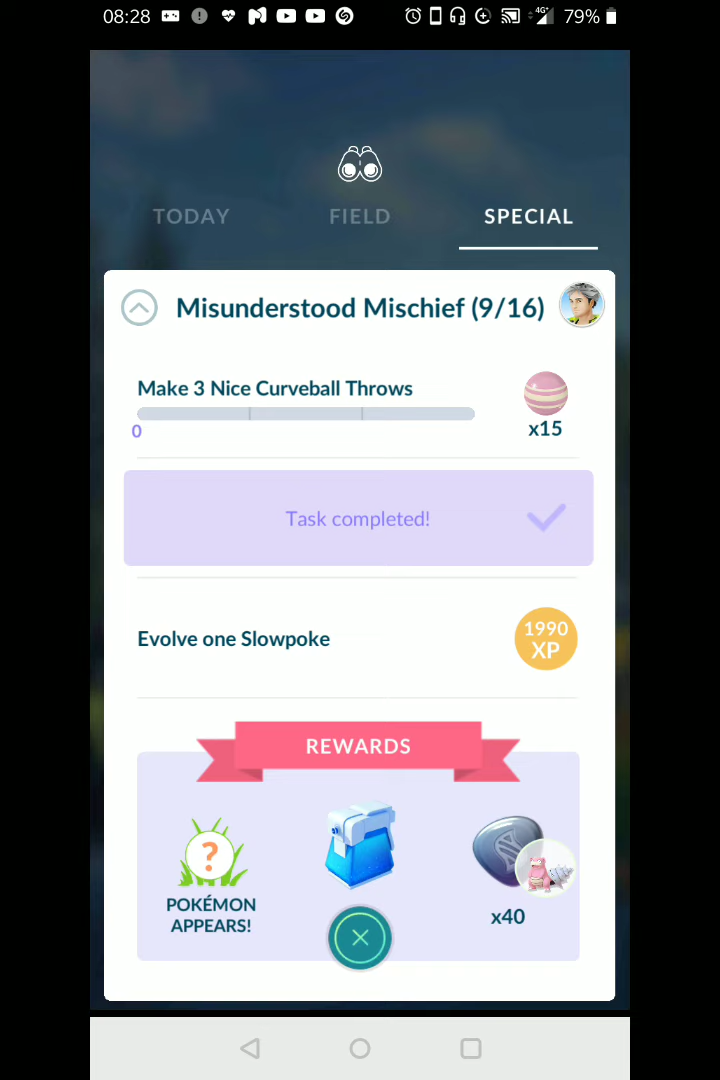 08:28
4G+
79%
TODAY
FIELD
SPECIAL
Misunderstood Mischief (9/16)
Make 3 Nice Curveball Throws
0
x15
Task completed!
Evolve one Slowpoke
1990
XP
REWARDS
?
POKÉMON
APPEARS!
x40